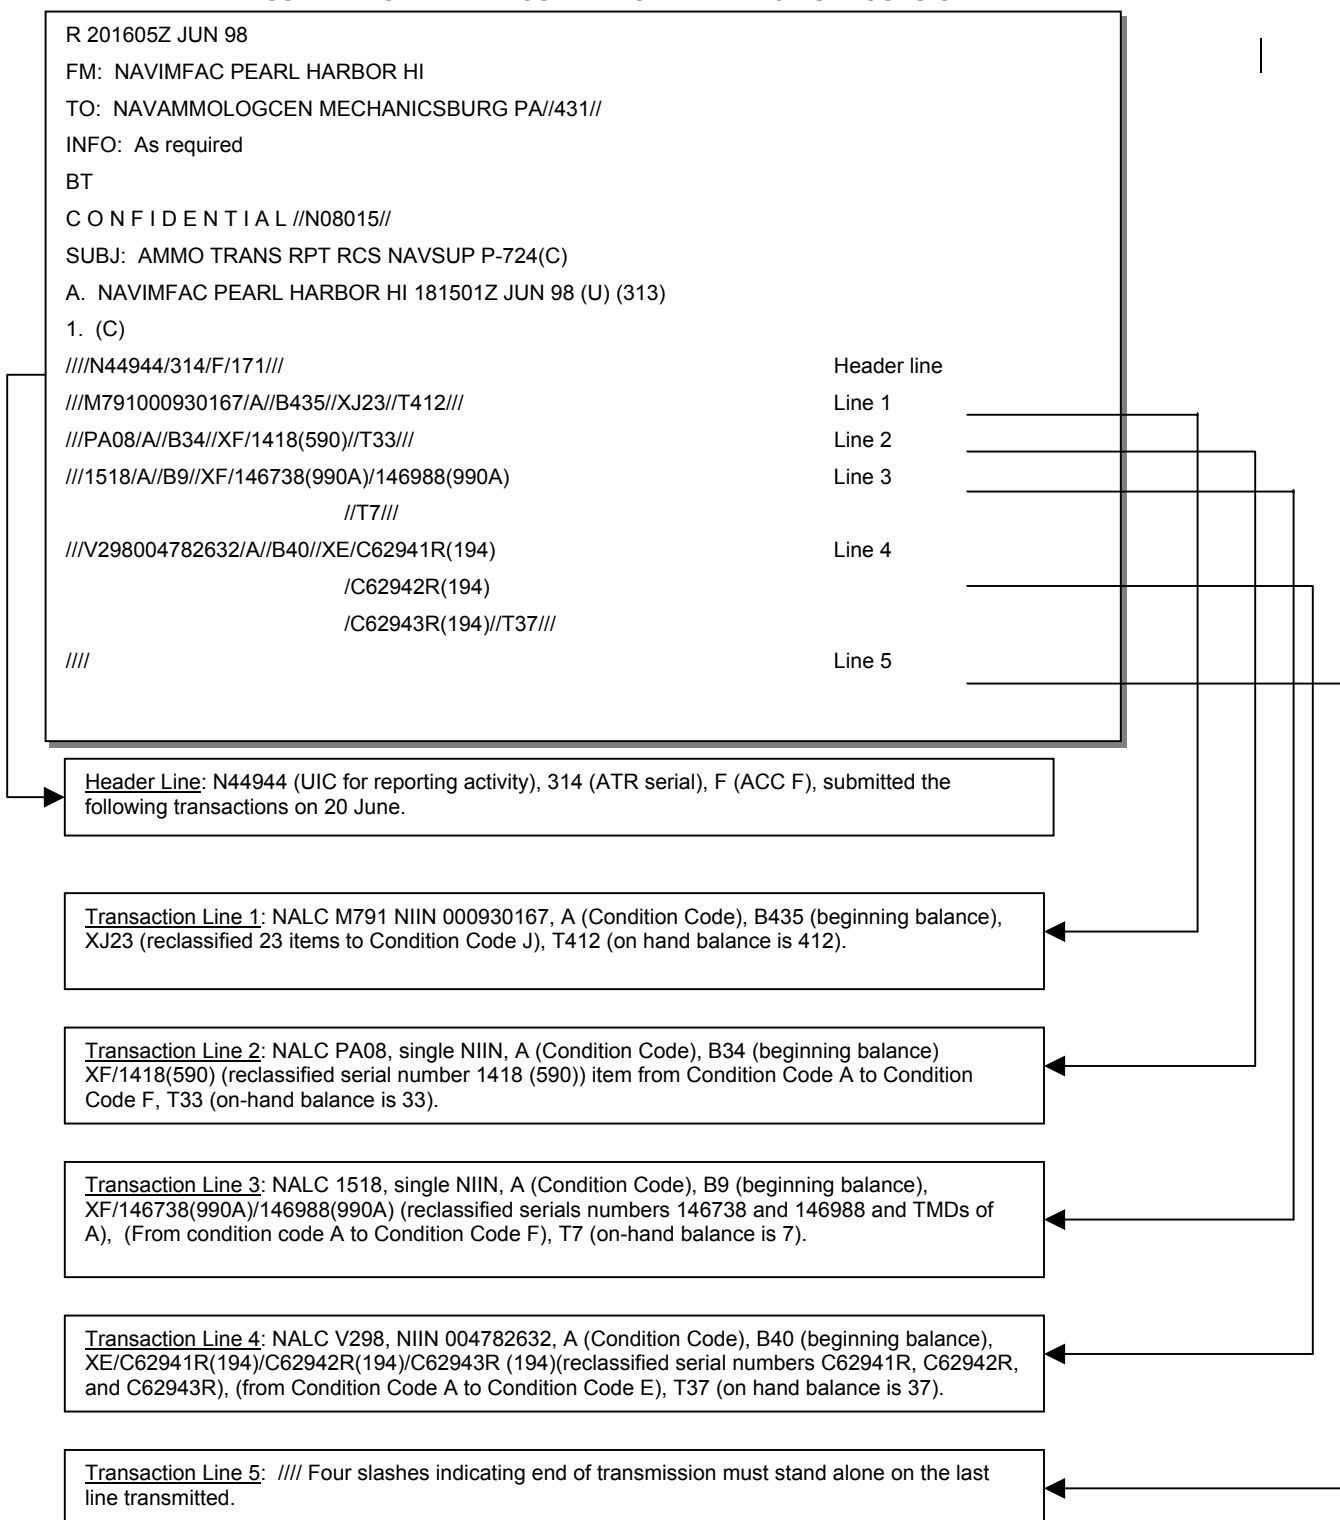 R 201605Z JUN 98
FM: NAVIMFAC PEARL HARBOR HI
TO: NAVAMMOLOGCEN MECHANICSBURG PA//431//
INFO: As required
BT
C O N F I D E N T I A L //N08015//
SUBJ: AMMO TRANS RPT RCS NAVSUP P-724(C)
A. NAVIMFAC PEARL HARBOR HI 181501Z JUN 98 (U) (313)
1. (C)
////N44944/314/F/171/// Header line
///M791000930167/A//B435//XJ23//T412/// Line 1
///PA08/A//B34//XF/1418(590)//T33/// Line 2
///1518/A//B9//XF/146738(990A)/146988(990A) Line 3
//T7///
///V298004782632/A//B40//XE/C62941R(194) Line 4
/C62942R(194)
/C62943R(194)//T37///
//// Line 5
Header Line: N44944 (UIC for reporting activity), 314 (ATR serial), F (ACC F), submitted the
following transactions on 20 June.
Transaction Line 1: NALC M791 NIIN 000930167, A (Condition Code), B435 (beginning balance),
XJ23 (reclassified 23 items to Condition Code J), T412 (on hand balance is 412).
Transaction Line 2: NALC PA08, single NIIN, A (Condition Code), B34 (beginning balance)
XF/1418(590) (reclassified serial number 1418 (590)) item from Condition Code A to Condition
Code F, T33 (on-hand balance is 33).
Transaction Line 3: NALC 1518, single NIIN, A (Condition Code), B9 (beginning balance),
XF/146738(990A)/146988(990A) (reclassified serials numbers 146738 and 146988 and TMDs of
A), (From condition code A to Condition Code F), T7 (on-hand balance is 7).
Transaction Line 4: NALC V298, NIIN 004782632, A (Condition Code), B40 (beginning balance),
XE/C62941R(194)/C62942R(194)/C62943R (194)(reclassified serial numbers C62941R, C62942R,
and C62943R), (from Condition Code A to Condition Code E), T37 (on hand balance is 37).
Transaction Line 5: //// Four slashes indicating end of transmission must stand alone on the last
line transmitted.